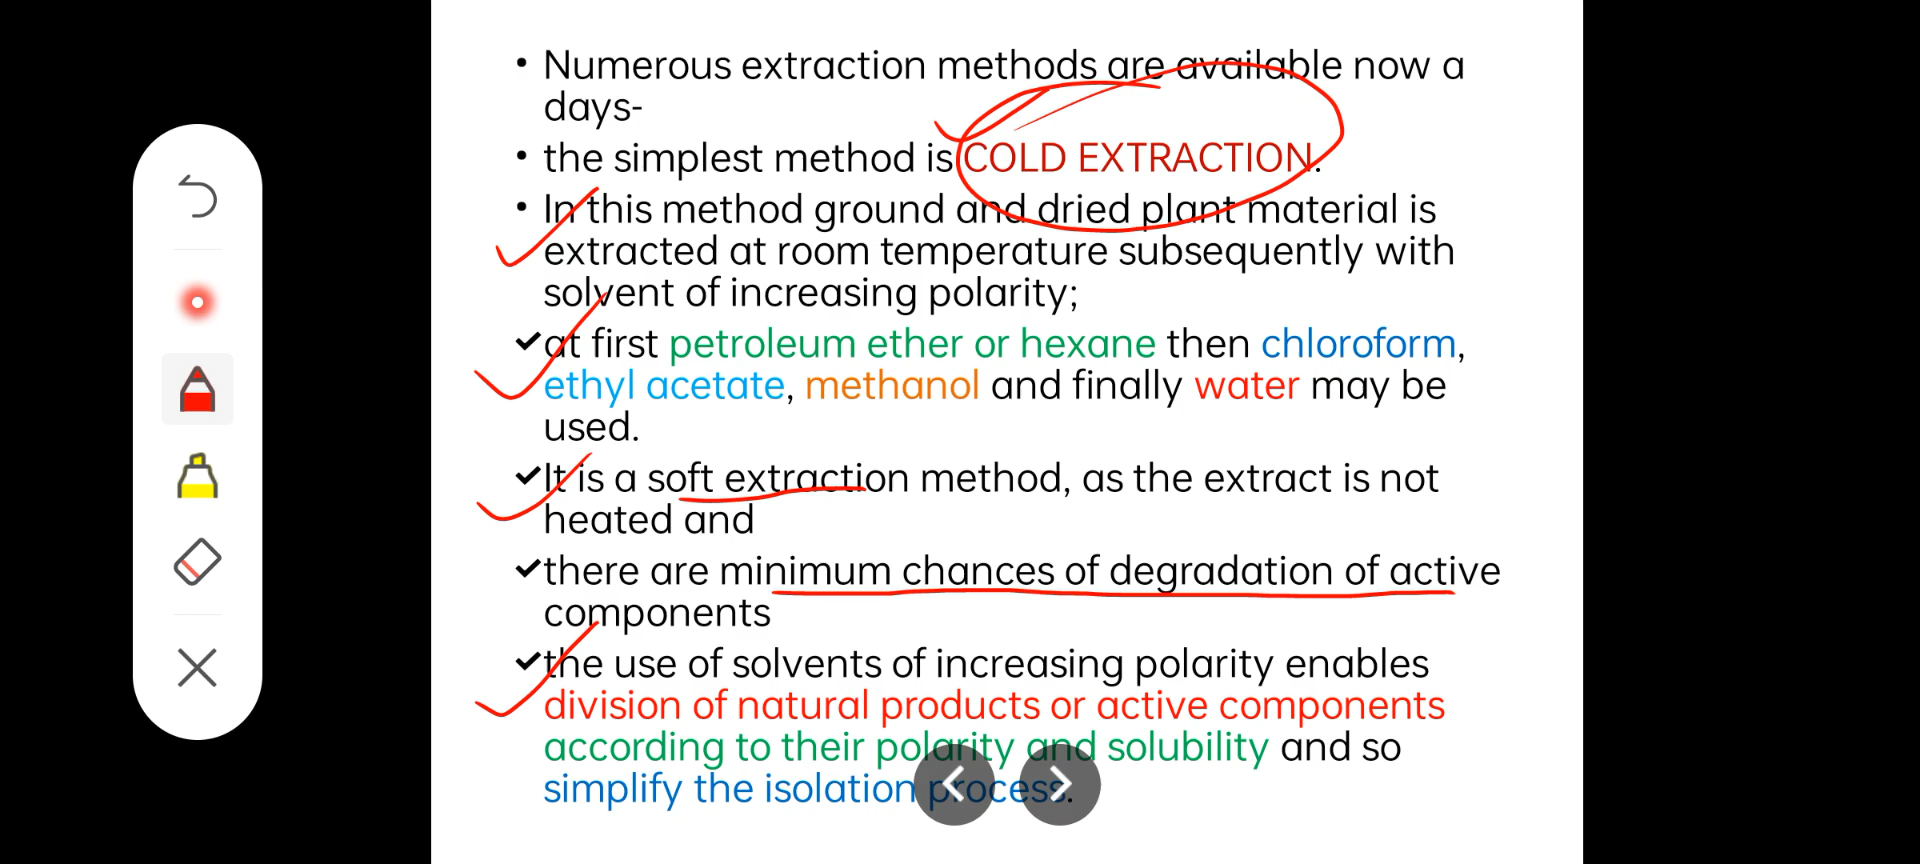 • Numerous extraction methods are available now a
days-
• the simplest method is COLD EXTRACTION.
• In this method ground and dried plant material is
extracted at room temperature subsequently with
solvent of increasing polarity;
✔at first petroleum ether or hexane then chloroform,
ethyl acetate, methanol and finally water may be
used.
✔It is a soft extraction method, as the extract is not
heated and
✔there are minimum chances of degradation of active
components
✔the use of solvents of increasing polarity enables
division of natural products or active components
according to their polarity and solubility and so
simplify the isolation process.